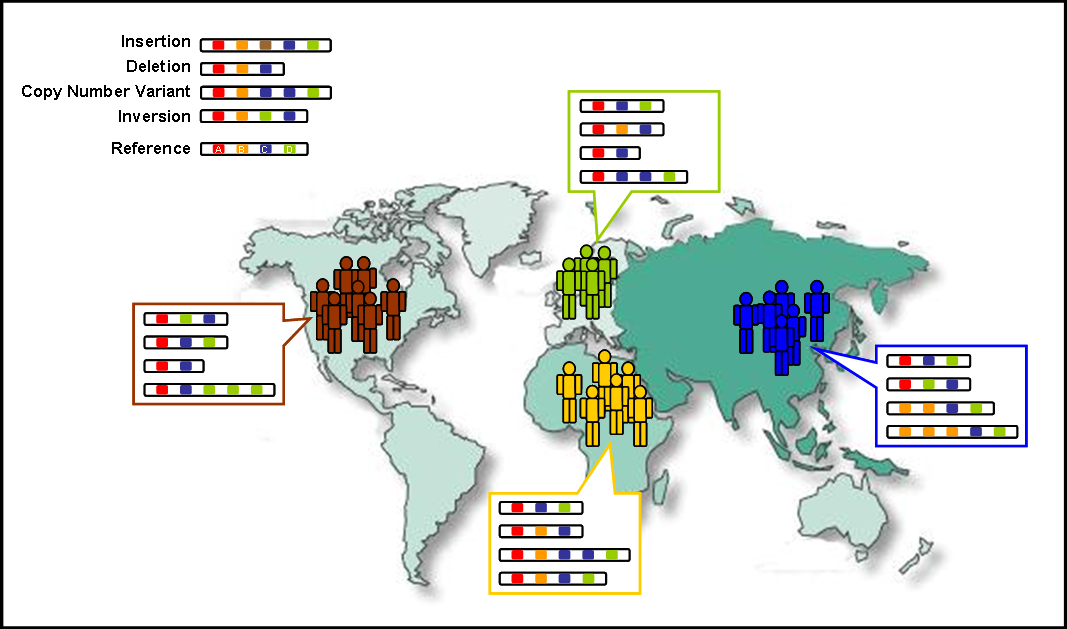 Insertion
Deletion
Copy Number Variant
Inversion
Reference A B C D